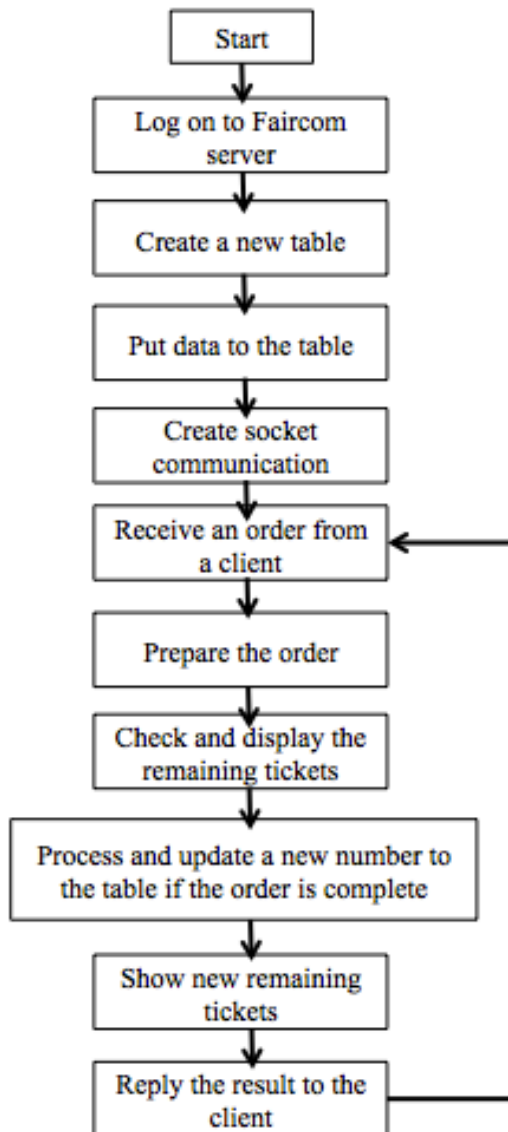 Start
Log on to Faircom
server
Create a new table
Put data to the table
Create socket
communication
Receive an order from
a client
Prepare the order
Check and display the
remaining tickets
Process and update a new number to
the table if the order is complete
Show new remaining
tickets
Reply the result to the
client